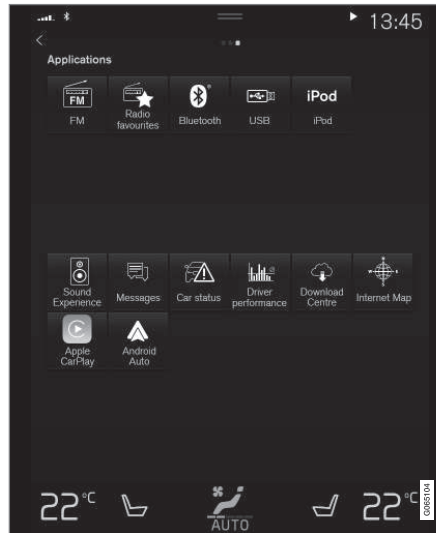 13:45
Applications
FM
iPod
FM
Radio
favourites
Bluetooth
USB
iPod
Sound
Experience
Messages
Car status
Driver
performance
Download
Centre
Internet Map
Apple
CarPlay
Android
Auto
22°C
AUTO
22°C
G065104